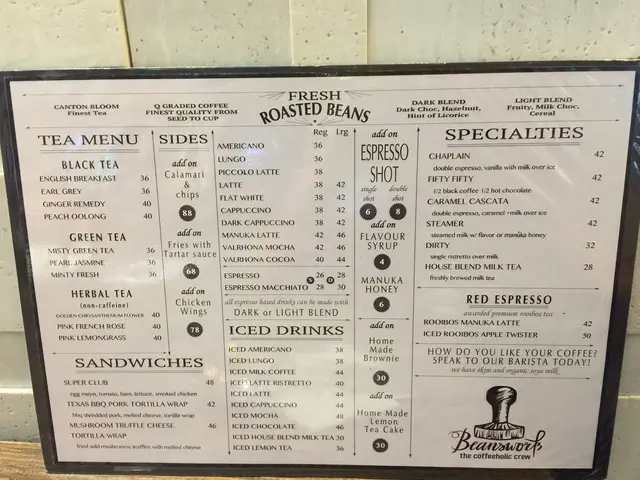 CANTON BLOOM
Finest Tea
Q GRADED COFFEE
FINEST QUALITY FROM
SEED TO CUP
FRESH
ROASTED BEANS
DARK BLEND
Dark Choc, Hazelnut,
Hint of Licorice
LIGHT BLEND
Fruity, Milk Choc,
Cereal
TEA MENU
BLACK TEA
ENGLISH BREAKFAST 36
EARL GREY 36
GINGER REMEDY 40
PEACH OOLONG 40
GREEN TEA
MISTY GREEN TEA 36
PEARL JASMINE 36
MINTY FRESH 36
HERBAL TEA
(non-caffeine)
GOLDEN CHRYSANTHEMUM FLOWER 40
PINK FRENCH ROSE 40
PINK LEMONGRASS 40
SIDES
add on
Calamari
&
chips
88
add on
Fries with
Tartar sauce
68
add on
Chicken
Wings
78
SANDWICHES
SUPER CLUB 48
egg mayo, tomato, ham, lettuce, smoked chicken
TEXAS BBQ PORK TORTILLA WRAP 42
bbq shredded pork, melted cheese, tortilla wrap
MUSHROOM TRUFFLE CHEESE 46
TORTILLA WRAP
fried wild mushrooms truffles with melted cheese
Reg Lrg
AMERICANO 36
LUNGO 36
PICCOLO LATTE 38
LATTE 38 42
FLAT WHITE 38 42
CAPPUCCINO 38 42
DARK CAPPUCCINO 38 42
MANUKA LATTE 42 46
VALRHONA MOCHA 42 46
VALRHONA COCOA 40 44
ESPRESSO S 26 D 28
ESPRESSO MACCHIATO 28 30
all espresso based drinks can be made with
DARK or LIGHT BLEND
ICED DRINKS
ICED AMERICANO 38
ICED LUNGO 38
ICED MILK COFFEE 44
ICED LATTE RISTRETTO 40
ICED LATTE 44
ICED CAPPUCCINO 44
ICED MOCHA 48
ICED CHOCOLATE 46
ICED HOUSE BLEND MILK TEA 30
ICED LEMON TEA 36
add on
ESPRESSO
SHOT
single shot double shot
6 8
add on
FLAVOUR
SYRUP
4
MANUKA
HONEY
6
add on
Home
Made
Brownie
30
add on
Home Made
Lemon
Tea Cake
30
SPECIALTIES
CHAPLAIN 42
double espresso, vanilla with milk over ice
FIFTY FIFTY 42
1/2 black coffee 1/2 hot chocolate
CARAMEL CASCATA 42
double espresso, caramel +milk over ice
STEAMER 42
steamed milk w/ flavor or manuka honey
DIRTY 32
single ristretto over milk
HOUSE BLEND MILK TEA 28
freshly brewed milk tea
RED ESPRESSO
awarded premium rooibos tea
ROOIBOS MANUKA LATTE 42
ICED ROOIBOS APPLE TWISTER 50
HOW DO YOU LIKE YOUR COFFEE?
SPEAK TO OUR BARISTA TODAY!
we have skim and organic soya milk
Beanswork
the coffeeholic crew